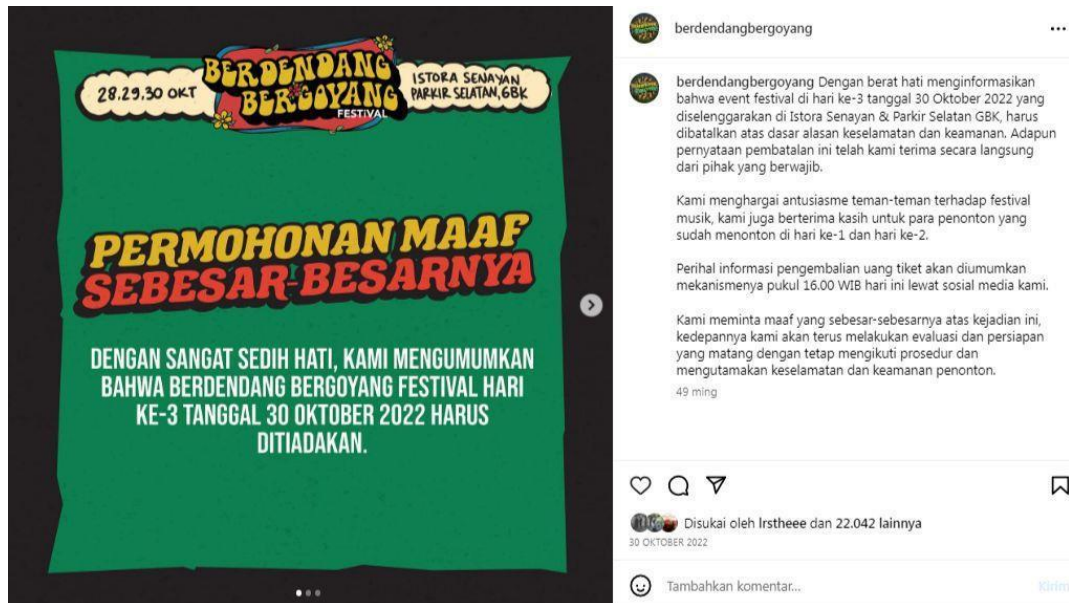 28.29.30 OKT
BERDENDANG
BERGOYANG
FESTIVAL
ISTORA SENAYAN
PARKIR SELATAN, GBK
PERMOHONAN MAAF
SEBESAR-BESARNYA
DENGAN SANGAT SEDIH HATI, KAMI MENGUMUMKAN
BAHWA BERDENDANG BERGOYANG FESTIVAL HARI
KE-3 TANGGAL 30 OKTOBER 2022 HARUS
DITIADAKAN.
berdendangbergoyang
berdendangbergoyang Dengan berat hati menginformasikan
bahwa event festival di hari ke-3 tanggal 30 Oktober 2022 yang
diselenggarakan di Istora Senayan & Parkir Selatan GBK, harus
dibatalkan atas dasar alasan keselamatan dan keamanan. Adapun
pernyataan pembatalan ini telah kami terima secara langsung
dari pihak yang berwajib.
Kami menghargai antusiasme teman-teman terhadap festival
musik, kami juga berterima kasih untuk para penonton yang
sudah menonton di hari ke-1 dan hari ke-2.
Perihal informasi pengembalian uang tiket akan diumumkan
mekanismenya pukul 16.00 WIB hari ini lewat sosial media kami.
Kami meminta maaf yang sebesar-sebesarnya atas kejadian ini,
kedepannya kami akan terus melakukan evaluasi dan persiapan
yang matang dengan tetap mengikuti prosedur dan
mengutamakan keselamatan dan keamanan penonton.
49 ming
Disukai oleh lrstheee dan 22.042 lainnya
30 OKTOBER 2022
Tambahkan komentar...
Kirim